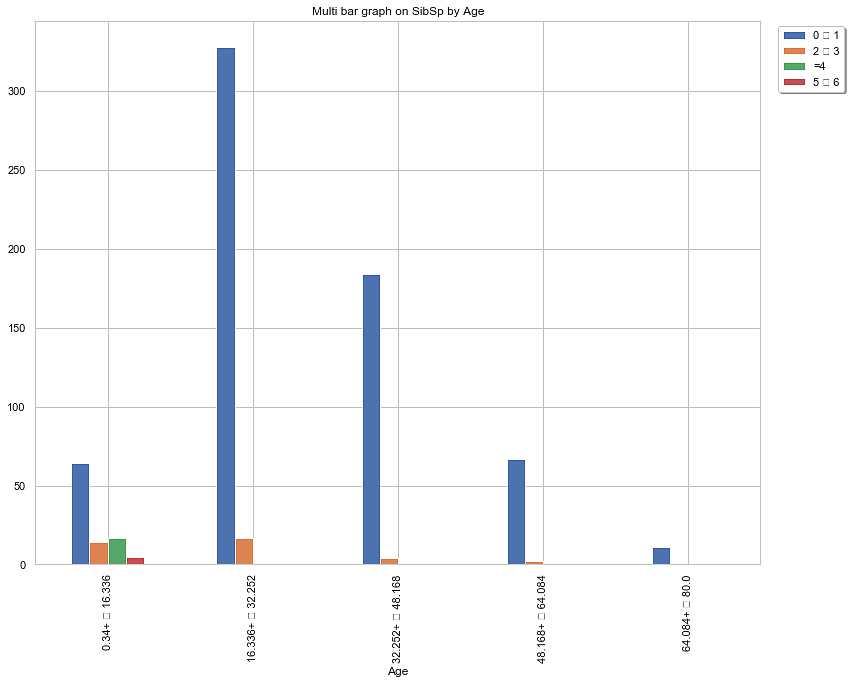 Multi bar graph on SibSp by Age
0 □ 1
2 □ 3
=4
5 □ 6
300
250
200
150
100
50
0
0.34+ □ 16.336
16.336+ □ 32.252
32.252+ □ 48.168
48.168+ □ 64.084
64.084+ □ 80.0
Age